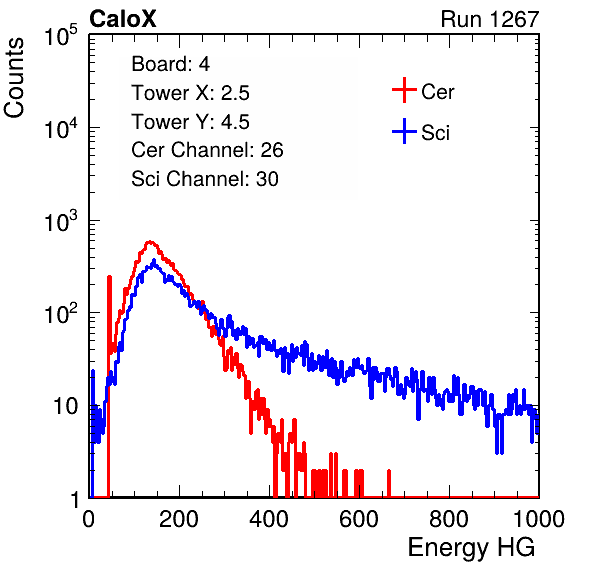 CaloX Run 1267
Counts
10^5
10^4
10^3
10^2
10
1
Board: 4
Tower X: 2.5
Tower Y: 4.5
Cer Channel: 26
Sci Channel: 30
Cer
Sci
0 200 400 600 800 1000
Energy HG